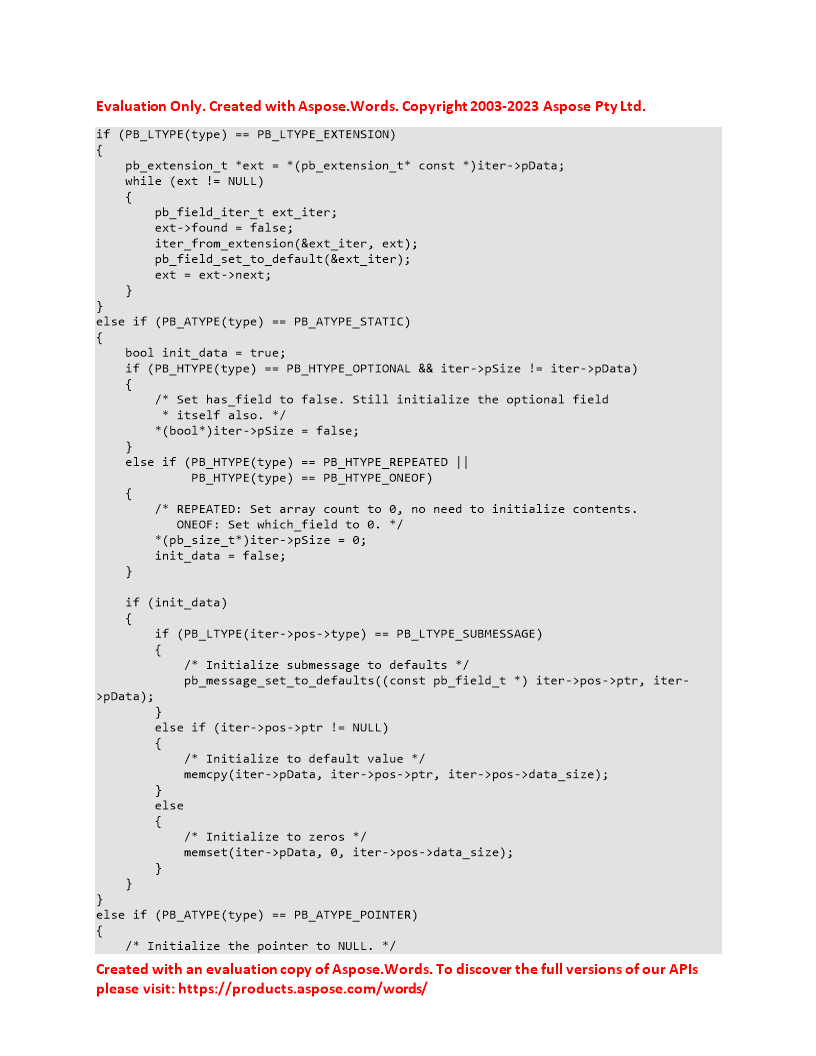 Evaluation Only. Created with Aspose.Words. Copyright 2003-2023 Aspose Pty Ltd.
if (PB_LTYPE(type) == PB_LTYPE_EXTENSION)
{
    pb_extension_t *ext = *(pb_extension_t* const *)iter->pData;
    while (ext != NULL)
    {
        pb_field_iter_t ext_iter;
        ext->found = false;
        iter_from_extension(&ext_iter, ext);
        pb_field_set_to_default(&ext_iter);
        ext = ext->next;
    }
}
else if (PB_ATYPE(type) == PB_ATYPE_STATIC)
{
    bool init_data = true;
    if (PB_HTYPE(type) == PB_HTYPE_OPTIONAL && iter->pSize != iter->pData)
    {
        /* Set has_field to false. Still initialize the optional field
         * itself also. */
        *(bool*)iter->pSize = false;
    }
    else if (PB_HTYPE(type) == PB_HTYPE_REPEATED ||
             PB_HTYPE(type) == PB_HTYPE_ONEOF)
    {
        /* REPEATED: Set array count to 0, no need to initialize contents.
           ONEOF: Set which_field to 0. */
        *(pb_size_t*)iter->pSize = 0;
        init_data = false;
    }

    if (init_data)
    {
        if (PB_LTYPE(iter->pos->type) == PB_LTYPE_SUBMESSAGE)
        {
            /* Initialize submessage to defaults */
            pb_message_set_to_defaults((const pb_field_t *) iter->pos->ptr, iter-
>pData);
        }
        else if (iter->pos->ptr != NULL)
        {
            /* Initialize to default value */
            memcpy(iter->pData, iter->pos->ptr, iter->pos->data_size);
        }
        else
        {
            /* Initialize to zeros */
            memset(iter->pData, 0, iter->pos->data_size);
        }
    }
}
else if (PB_ATYPE(type) == PB_ATYPE_POINTER)
{
    /* Initialize the pointer to NULL. */
Created with an evaluation copy of Aspose.Words. To discover the full versions of our APIs
please visit: https://products.aspose.com/words/